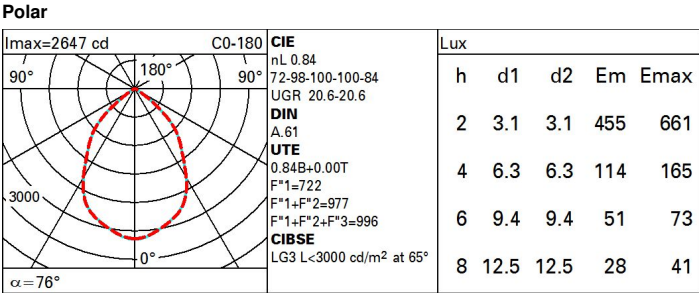 Polar
Imax=2647 cd C0-180
90° 180° 90°
3000
0°
α=76°
CIE
nL 0.84
72-98-100-100-84
UGR 20.6-20.6
DIN
A.61
UTE
0.84B+0.00T
F"1=722
F"1+F"2=977
F"1+F"2+F"3=996
CIBSE
LG3 L<3000 cd/m² at 65°
Lux
h d1 d2 Em Emax
2 3.1 3.1 455 661
4 6.3 6.3 114 165
6 9.4 9.4 51 73
8 12.5 12.5 28 41